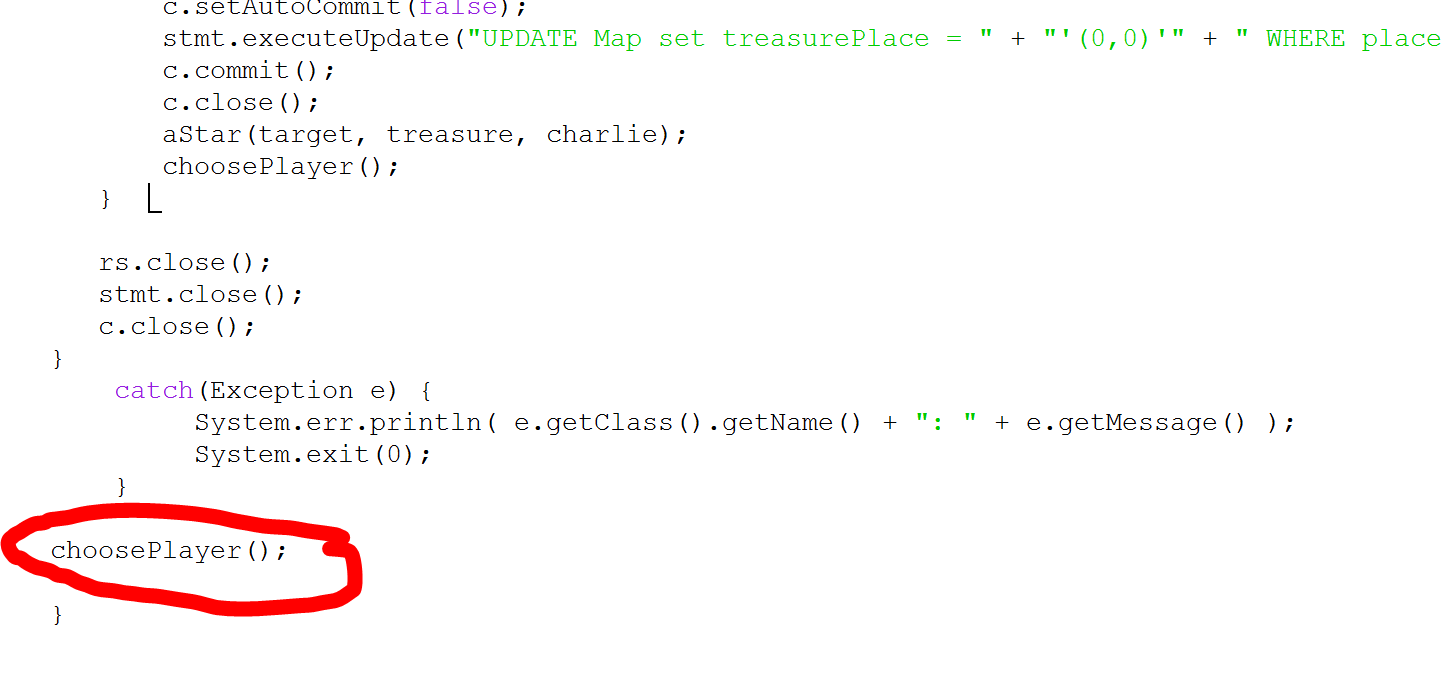 c.setAutoCommit(false);
stmt.executeUpdate("UPDATE Map set treasurePlace = " + "'(0,0)'" + " WHERE place
c.commit();
c.close();
aStar(target, treasure, charlie);
choosePlayer();
}
rs.close();
stmt.close();
c.close();
}
catch(Exception e) {
System.err.println( e.getClass().getName() + ": " + e.getMessage() );
System.exit(0);
}
choosePlayer();
}